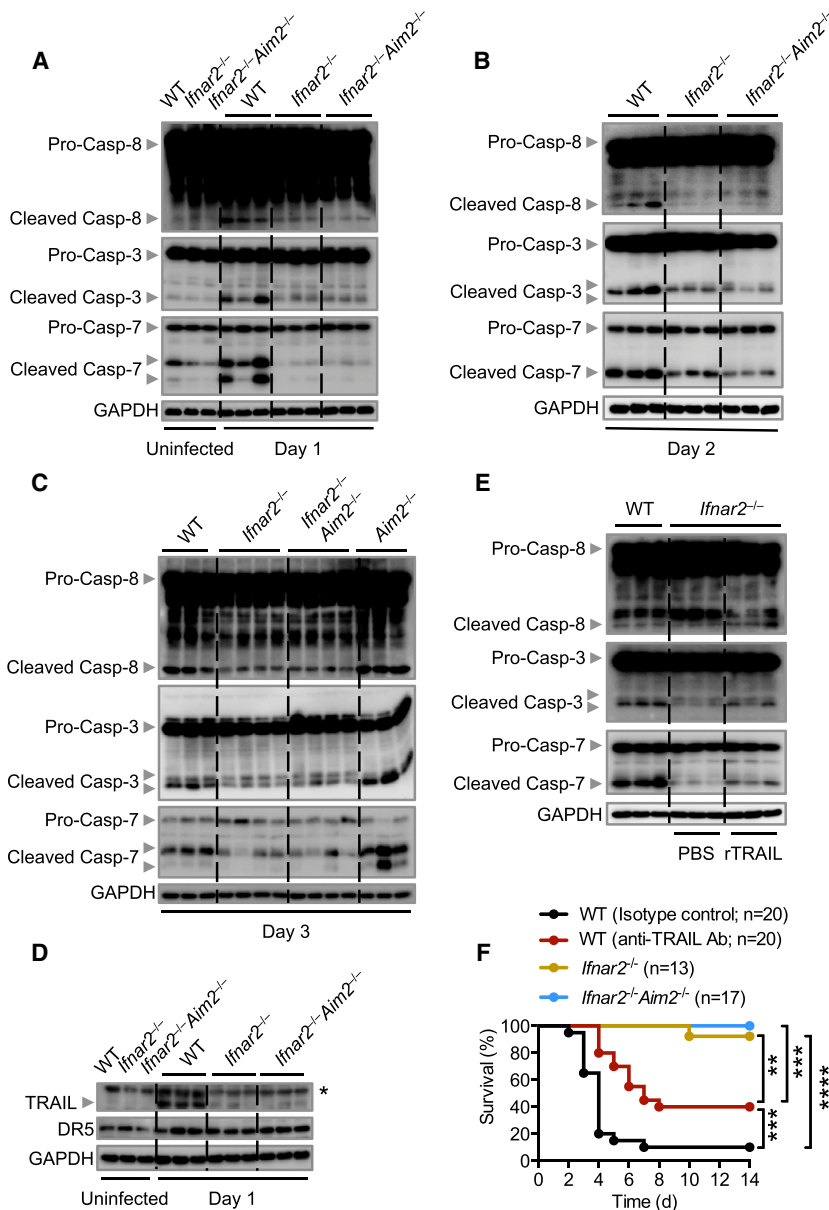 A
WT
Ifnar2–/–
Ifnar2–/–Aim2–/–
WT
Ifnar2–/–
Ifnar2–/–Aim2–/–
Pro-Casp-8
Cleaved Casp-8
Pro-Casp-3
Cleaved Casp-3
Pro-Casp-7
Cleaved Casp-7
GAPDH
Uninfected
Day 1
B
WT
Ifnar2–/–
Ifnar2–/–Aim2–/–
Pro-Casp-8
Cleaved Casp-8
Pro-Casp-3
Cleaved Casp-3
Pro-Casp-7
Cleaved Casp-7
GAPDH
Day 2
C
WT
Ifnar2–/–
Ifnar2–/–
Aim2–/–
Aim2–/–
Pro-Casp-8
Cleaved Casp-8
Pro-Casp-3
Cleaved Casp-3
Pro-Casp-7
Cleaved Casp-7
GAPDH
Day 3
E
WT
Ifnar2–/–
Pro-Casp-8
Cleaved Casp-8
Pro-Casp-3
Cleaved Casp-3
Pro-Casp-7
Cleaved Casp-7
GAPDH
PBS
rTRAIL
D
WT
Ifnar2–/–
Ifnar2–/–Aim2–/–
WT
Ifnar2–/–
Ifnar2–/–Aim2–/–
*
TRAIL
DR5
GAPDH
Uninfected
Day 1
F
WT (Isotype control; n=20)
WT (anti-TRAIL Ab; n=20)
Ifnar2-/- (n=13)
Ifnar2-/-Aim2-/- (n=17)
Survival (%)
100
80
60
40
20
0
0 2 4 6 8 10 12 14
Time (d)
**
***
***
****